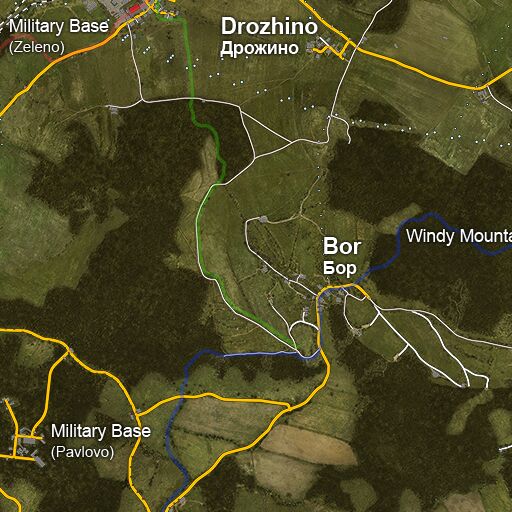 Military Base
(Zeleno)
Drozhino
Дрожино
Bor
Бор
Windy Mounta
Military Base
(Pavlovo)